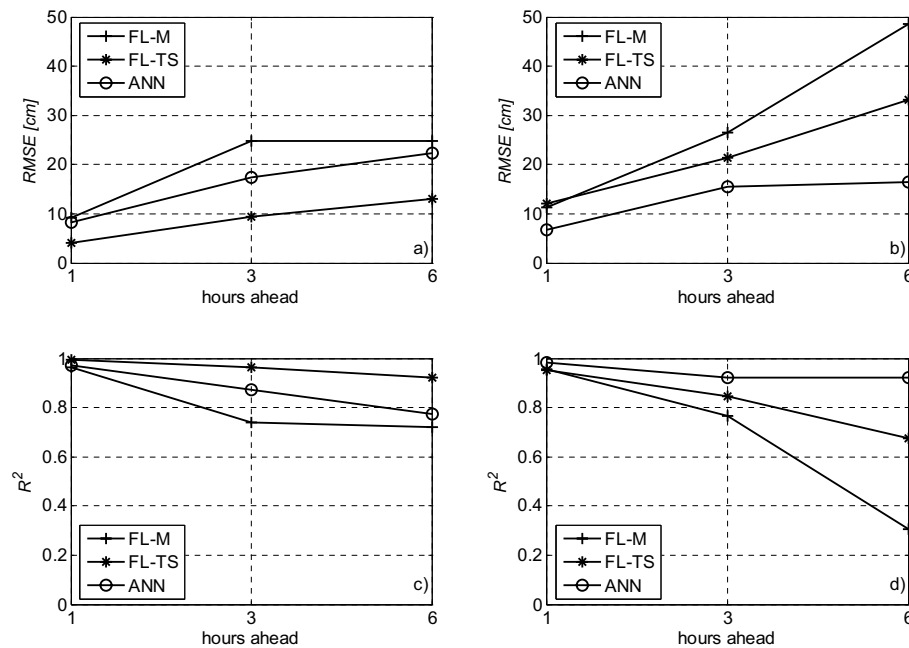 50
40
30
20
10
0
RMSE [cm]
FL-M
FL-TS
ANN
a)
1
3
6
hours ahead
50
40
30
20
10
0
RMSE [cm]
FL-M
FL-TS
ANN
b)
1
3
6
hours ahead
1
0.8
0.6
0.4
0.2
0
R²
FL-M
FL-TS
ANN
c)
1
3
6
hours ahead
1
0.8
0.6
0.4
0.2
0
R²
FL-M
FL-TS
ANN
d)
1
3
6
hours ahead